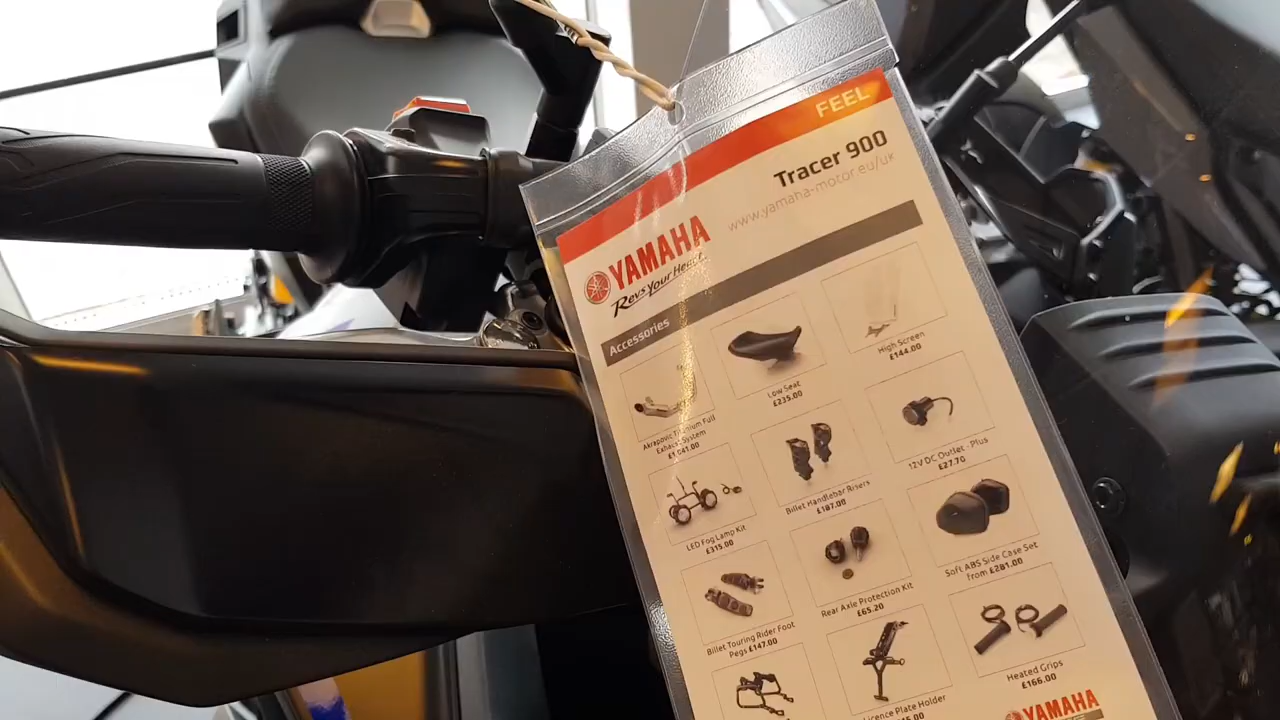 FEEL
Tracer 900
www.yamaha-motor.eu/uk
YAMAHA
Revs Your Heart
Accessories
Akrapovic Titanium Full
Exhaust System
Low Seat
£235.00
High Screen
£144.00
LED Fog Lamp Kit
£315.00
Billet Handlebar Risers
£187.00
12V DC Outlet - Plus
£27.70
Billet Touring Rider Foot
Pegs £147.00
Rear Axle Protection Kit
£65.20
Soft ABS Side Case Set
from £281.00
Licence Plate Holder
Heated Grips
£166.00
YAMAHA